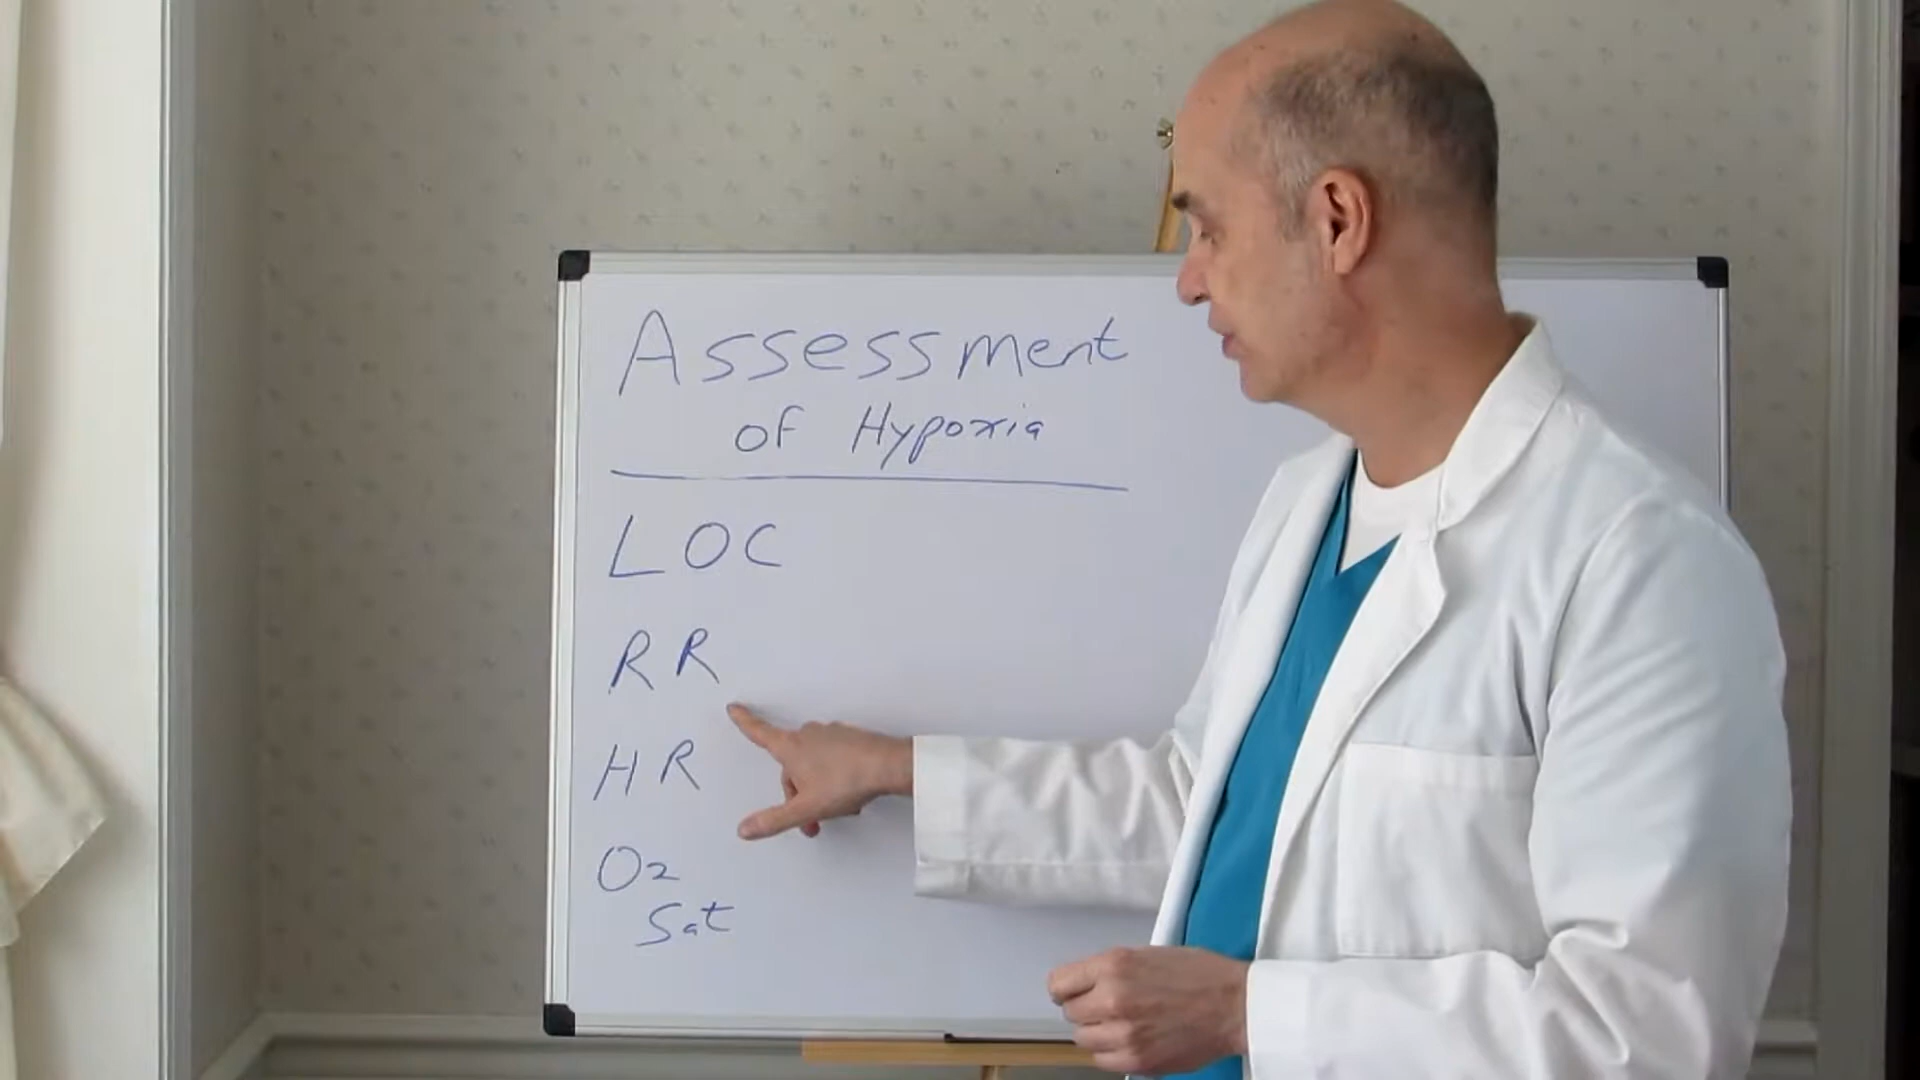 Assessment
of Hypoxia
LOC
RR
HR
O2
Sat